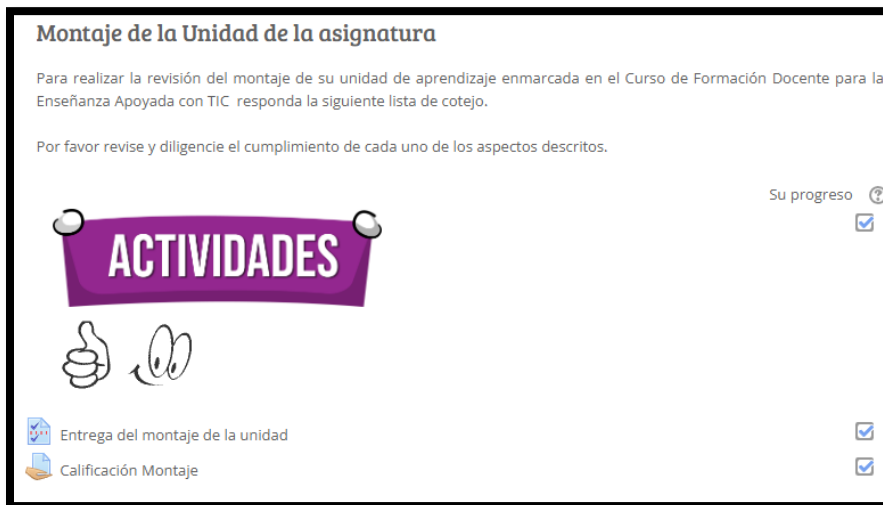 Montaje de la Unidad de la asignatura
Para realizar la revisión del montaje de su unidad de aprendizaje enmarcada en el Curso de Formación Docente para la
Enseñanza Apoyada con TIC responda la siguiente lista de cotejo.
Por favor revise y diligencie el cumplimiento de cada uno de los aspectos descritos.
Su progreso
ACTIVIDADES
Entrega del montaje de la unidad
Calificación Montaje